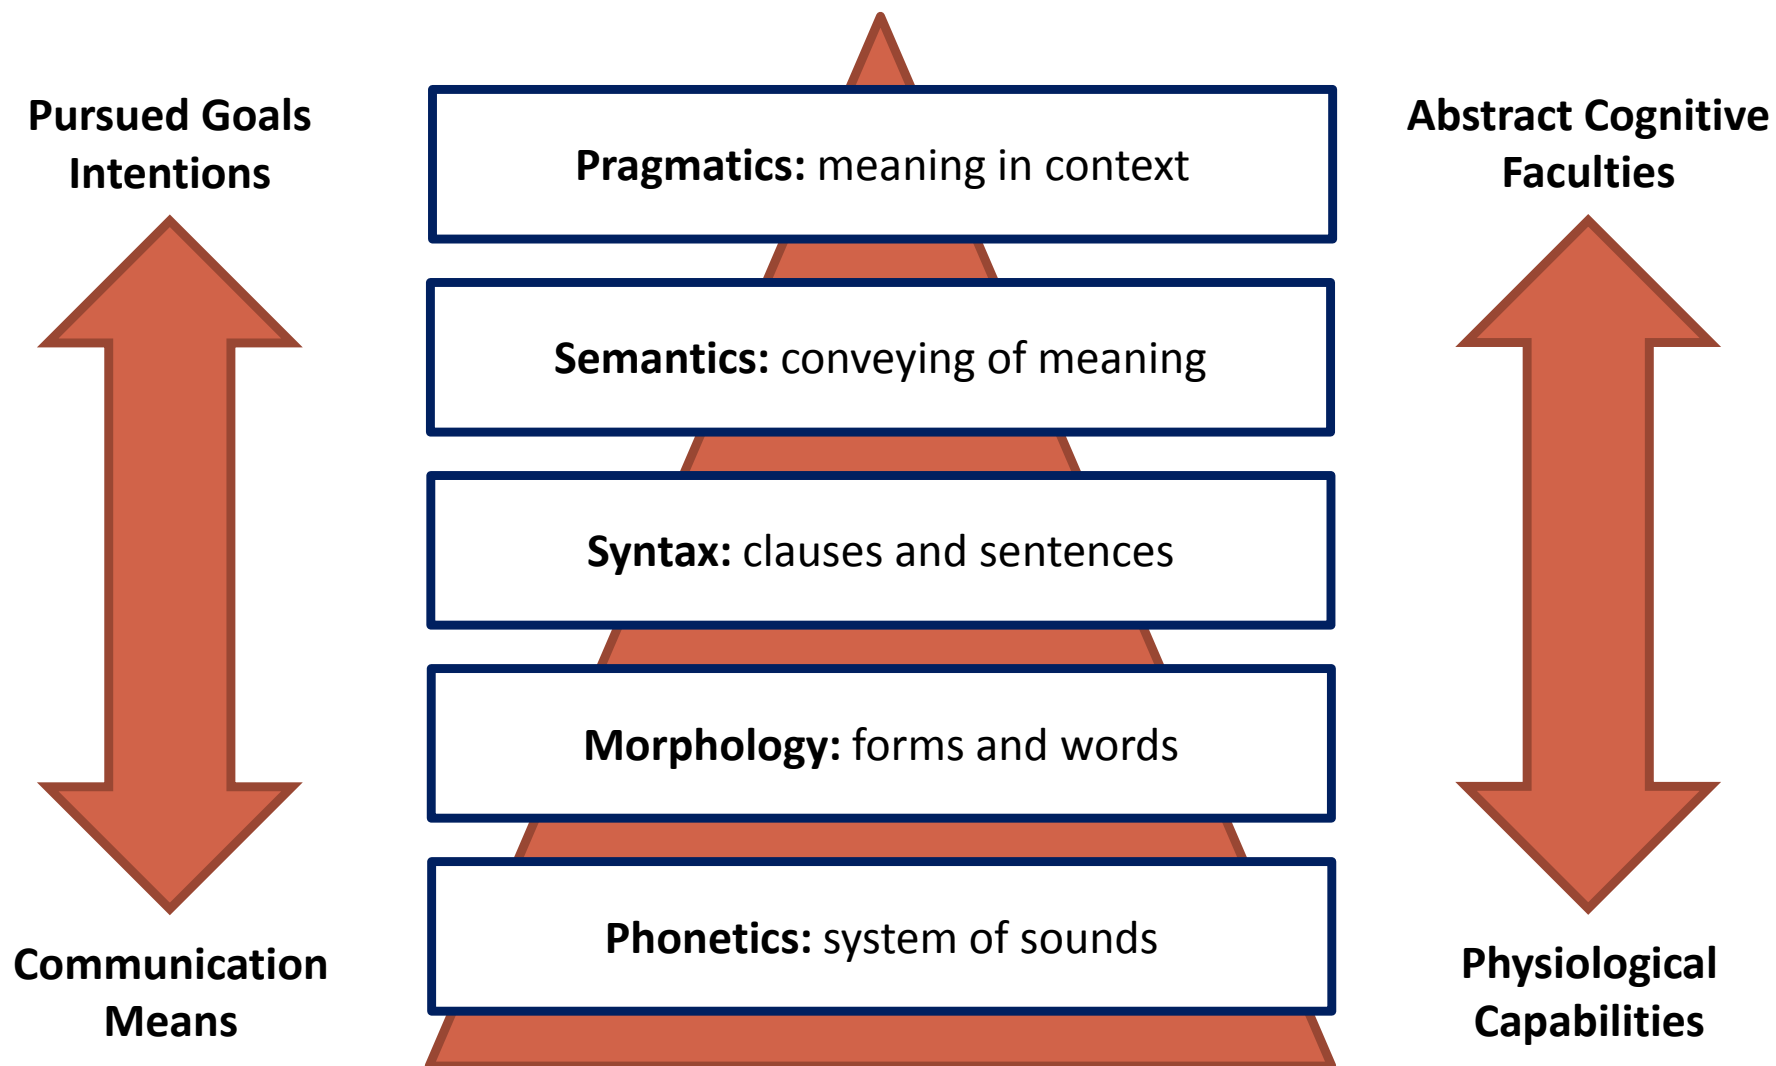 Pursued Goals
Intentions
Abstract Cognitive
Faculties
Pragmatics: meaning in context
Semantics: conveying of meaning
Syntax: clauses and sentences
Morphology: forms and words
Phonetics: system of sounds
Communication
Means
Physiological
Capabilities